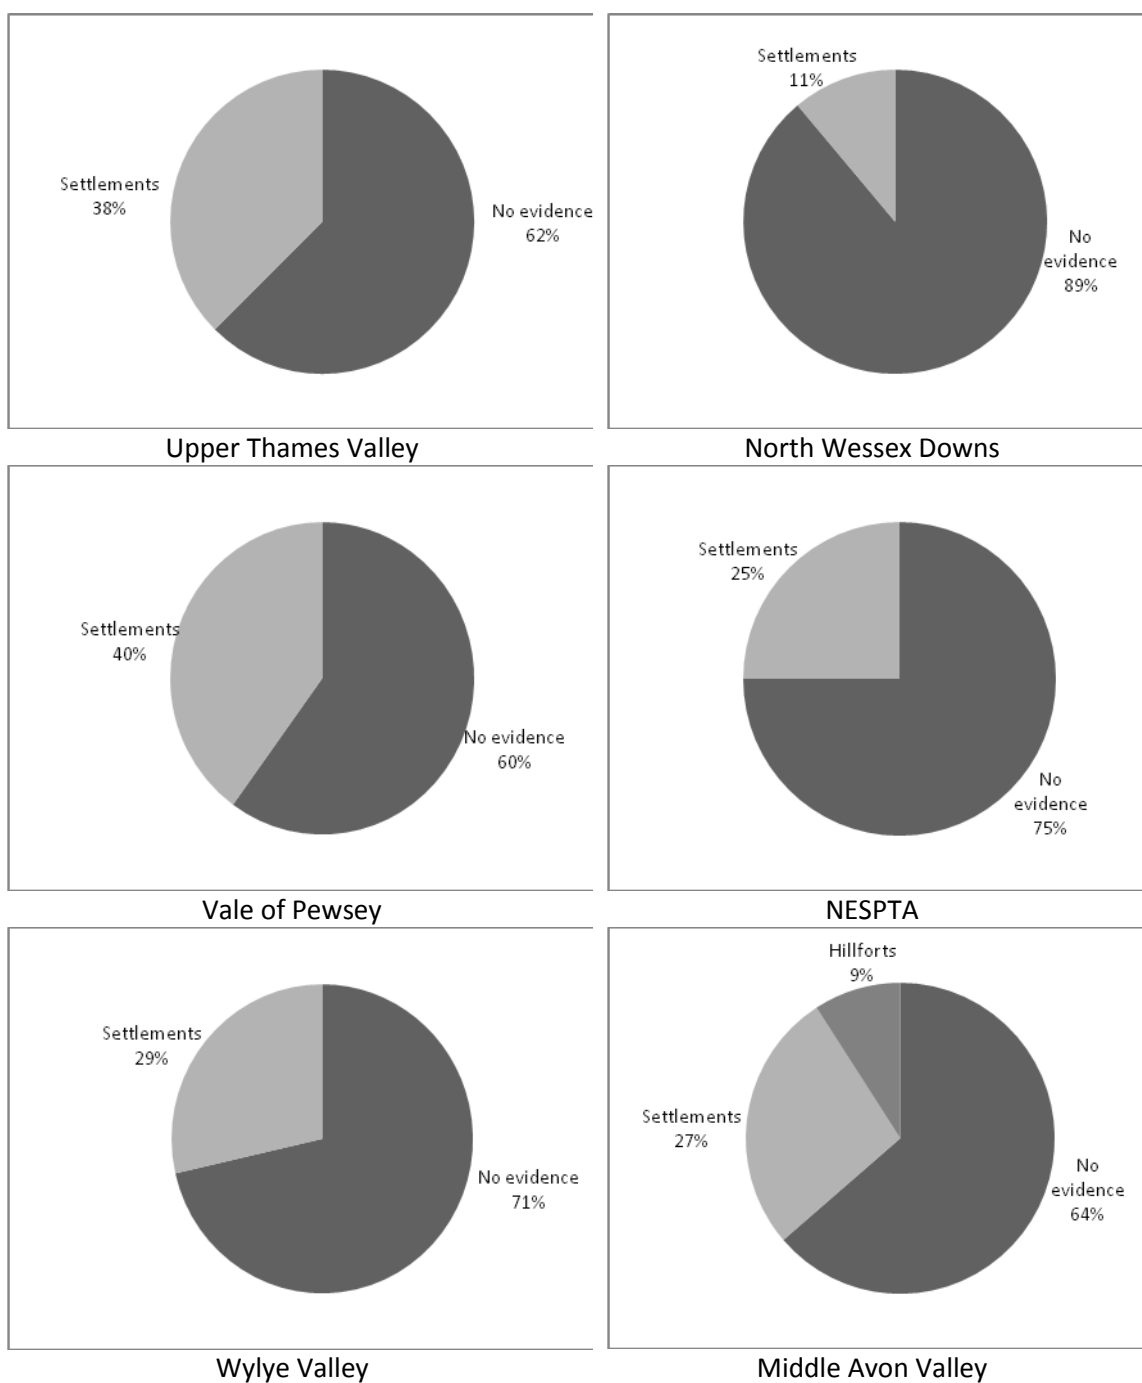 Settlements
38%
No evidence
62%
Upper Thames Valley
Settlements
11%
No
evidence
89%
North Wessex Downs
Settlements
40%
No evidence
60%
Vale of Pewsey
Settlements
25%
No
evidence
75%
NESPTA
Settlements
29%
No evidence
71%
Wylye Valley
Hillforts
9%
Settlements
27%
No
evidence
64%
Middle Avon Valley